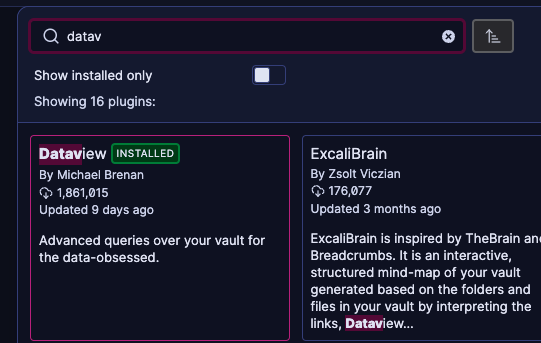 datav
Show installed only
Showing 16 plugins:
Dataview INSTALLED
By Michael Brenan
1,861,015
Updated 9 days ago
Advanced queries over your vault for
the data-obsessed.
ExcaliBrain
By Zsolt Viczian
176,077
Updated 3 months ago
ExcaliBrain is inspired by TheBrain and
Breadcrumbs. It is an interactive,
structured mind-map of your vault
generated based on the folders and
files in your vault by interpreting the
links, Dataview...